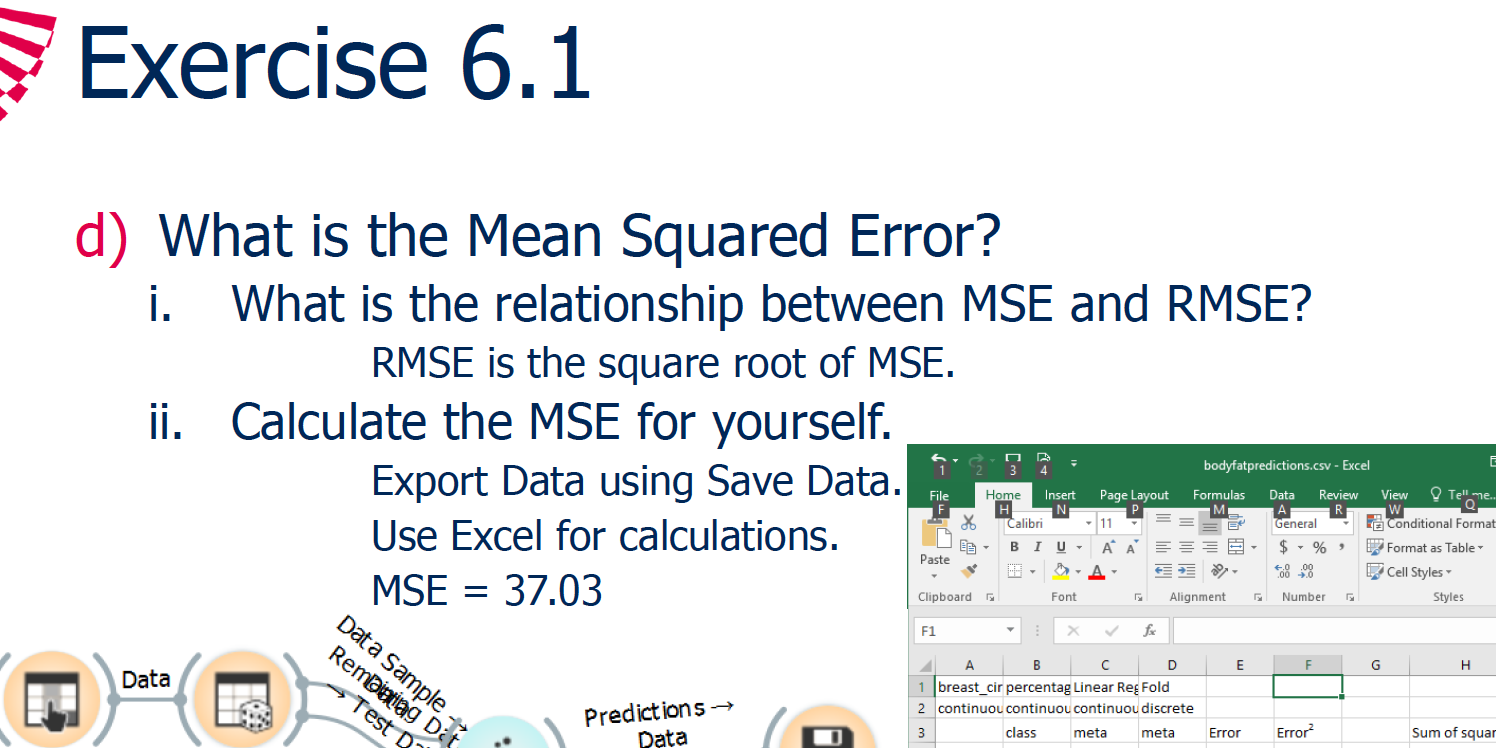 Exercise 6.1
d) What is the Mean Squared Error?
i. What is the relationship between MSE and RMSE?
RMSE is the square root of MSE.
ii. Calculate the MSE for yourself.
Export Data using Save Data.
Use Excel for calculations.
MSE = 37.03
Data
Data Sample →
Remaining Data
→ Test Data
Predictions →
Data
1 2 3 4
bodyfatpredictions.csv - Excel
File Home Insert Page Layout Formulas Data Review View Tell me...
F H N P M A R W Q
Calibri 11 General Conditional Format
Paste B I U A A $ % , Format as Table
Cell Styles
Clipboard Font Alignment Number Styles
F1 fx
A B C D E F G H
1 breast_cir percentag Linear Reg Fold
2 continuou continuou continuou discrete
3 class meta meta Error Error² Sum of squar